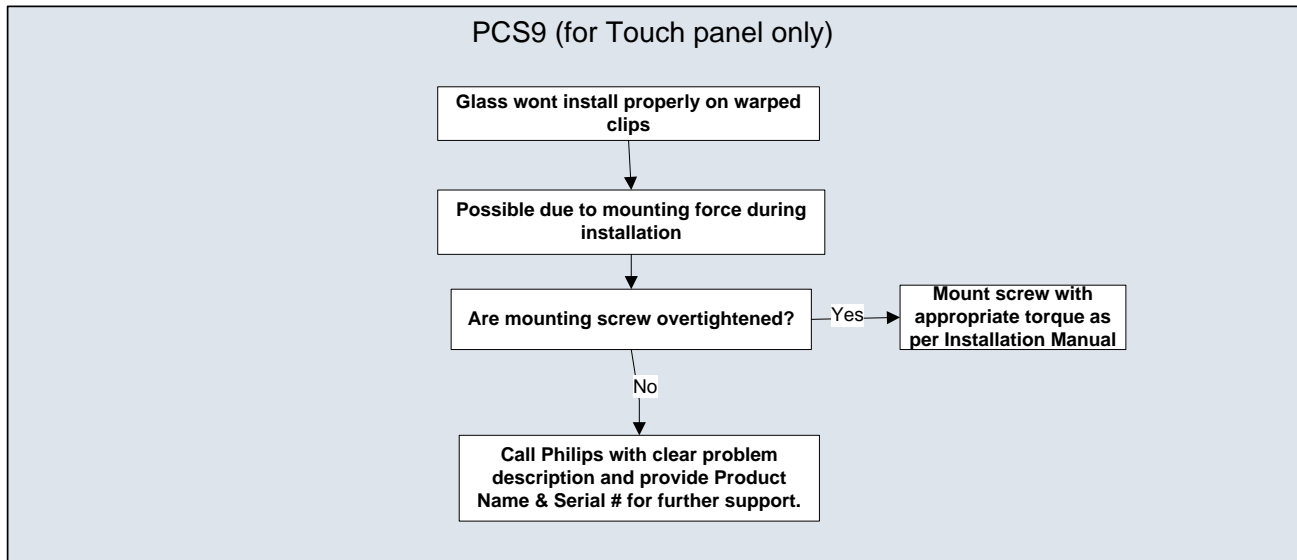 PCS9 (for Touch panel only)
Glass wont install properly on warped
clips
Possible due to mounting force during
installation
Are mounting screw overtightened?
Yes
Mount screw with
appropriate torque as
per Installation Manual
No
Call Philips with clear problem
description and provide Product
Name & Serial # for further support.